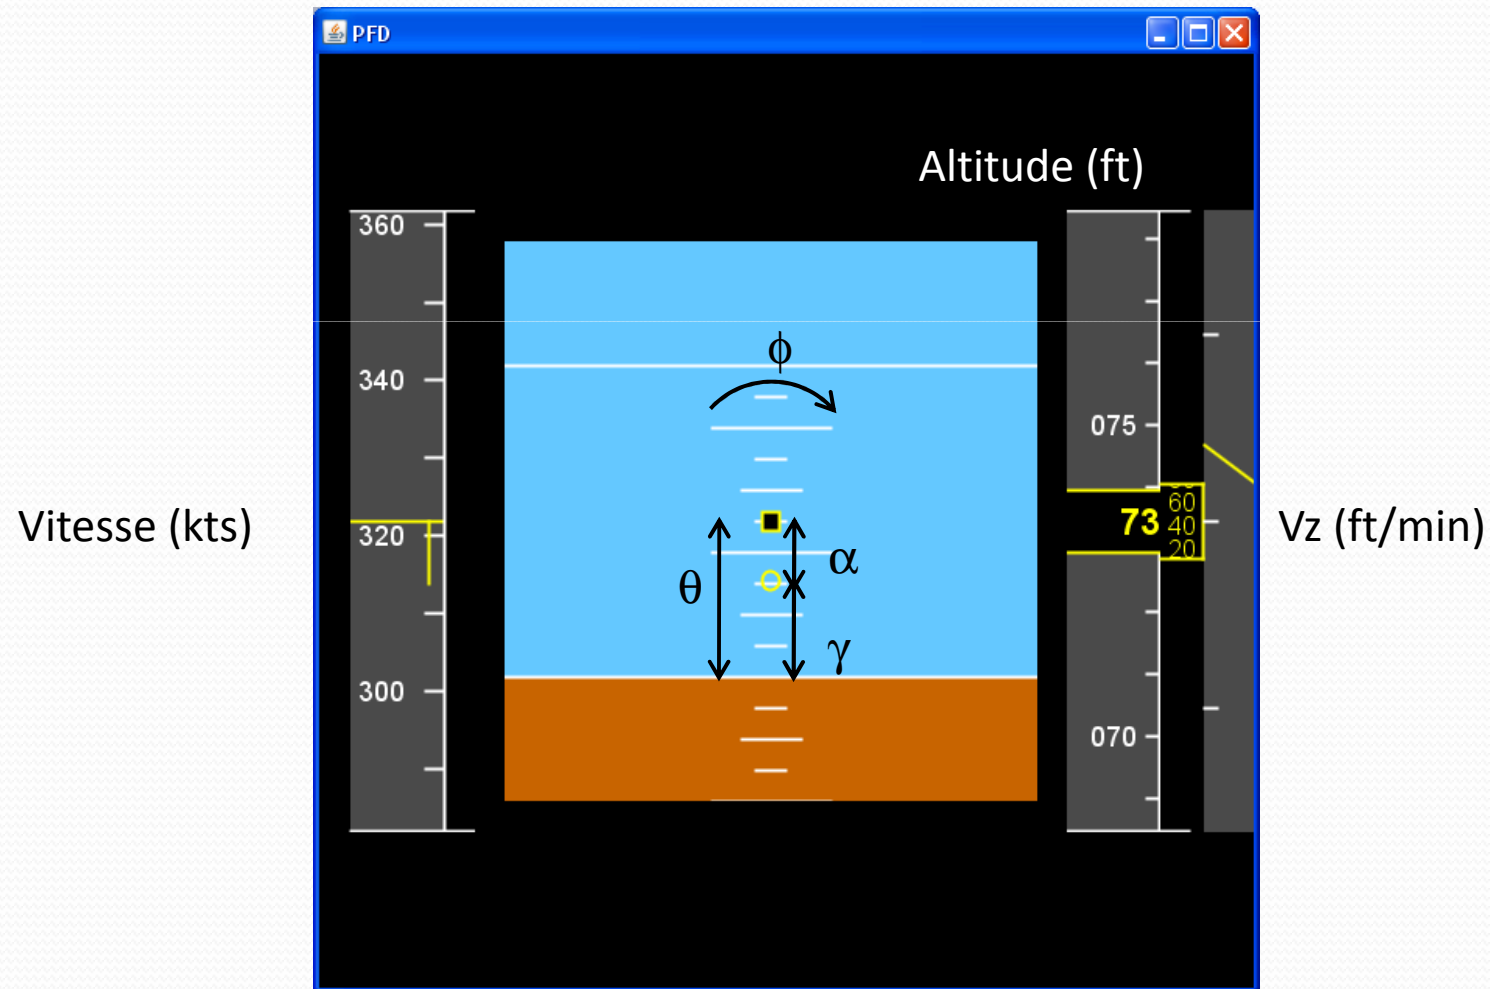 PFD
Altitude (ft)
360
340
320
300
Vitesse (kts)
ϕ
θ
α
γ
075
73
60
40
20
070
Vz (ft/min)